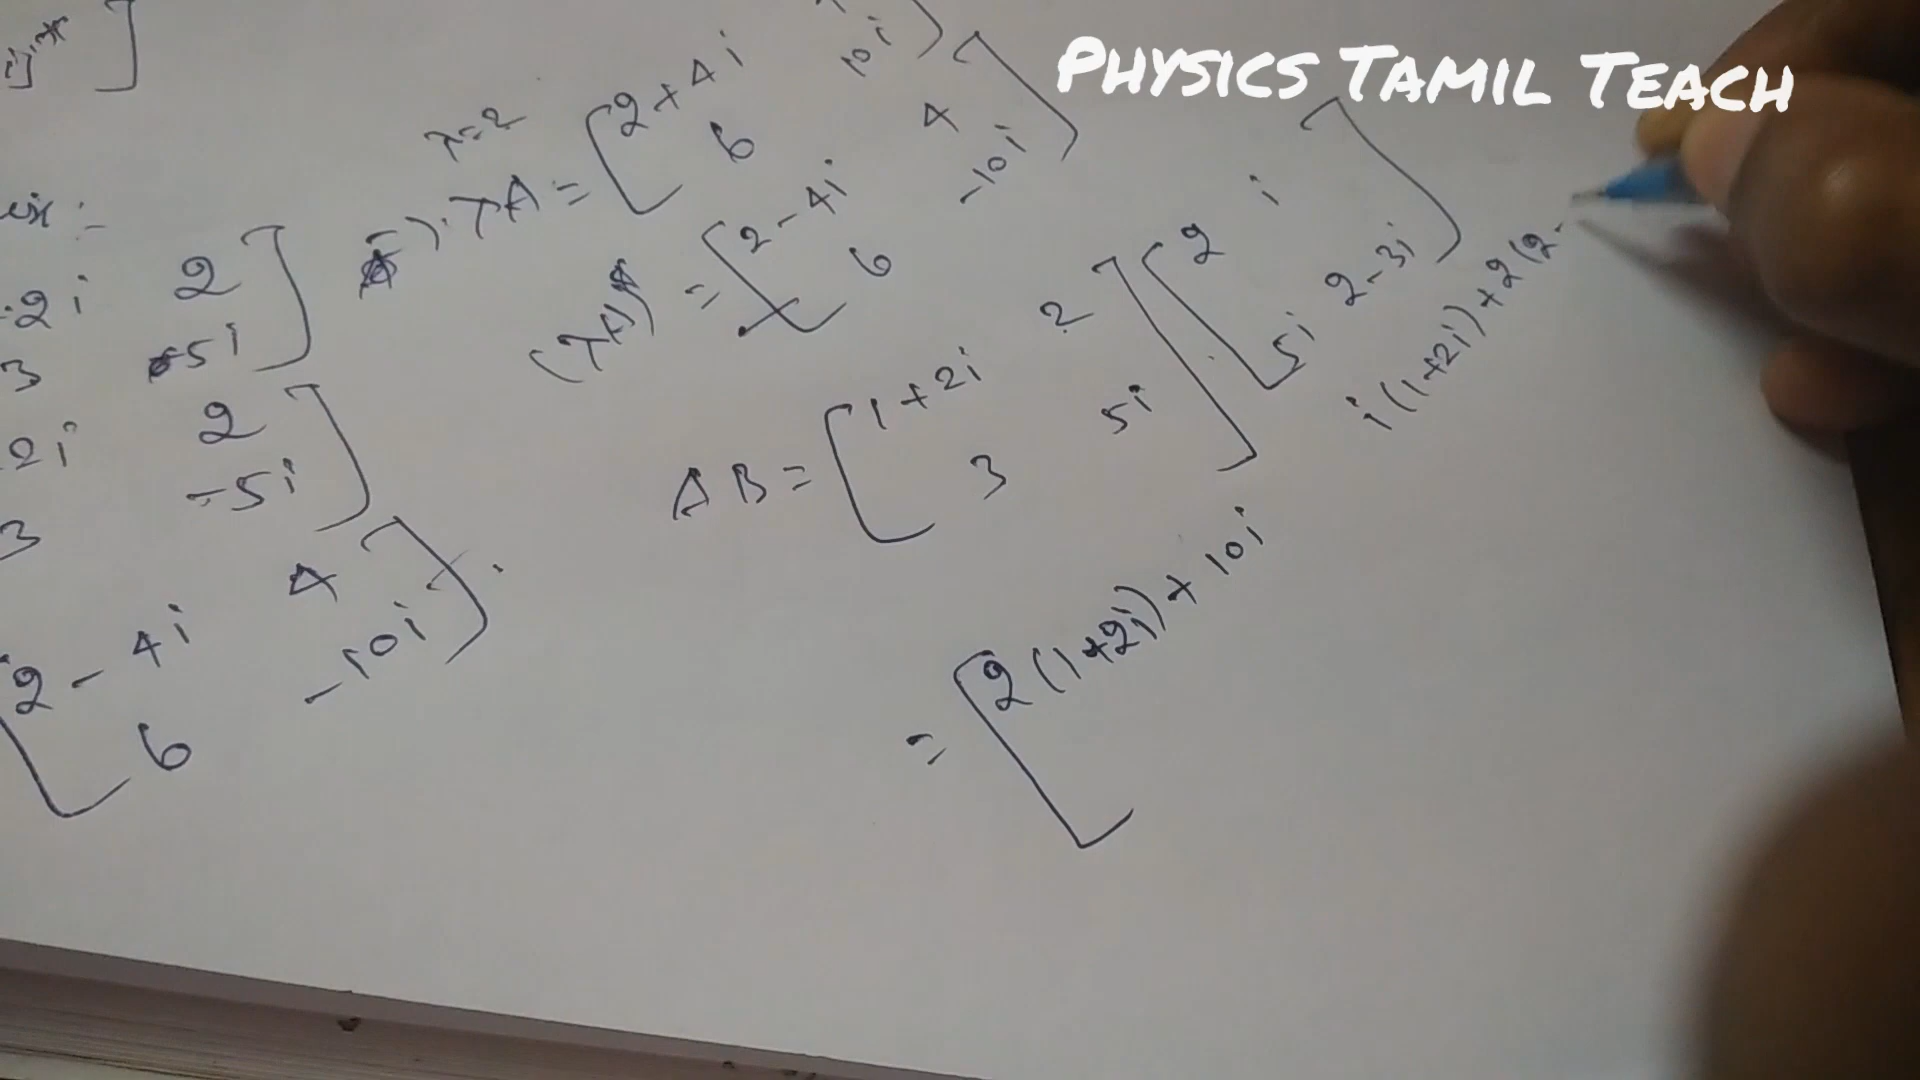 PHYSICS TAMIL TEACH
λ=2
λA = [ 2+4i 10i
6 ]
= [ 2-4i 4
6 -10i ]
-2i 2
3 -5i ]
2i 2
3 -5i ]
2-4i 4
6 -10i ]
AB = [ 1+2i 2 ] [ 2 i
3 5i ] 5i 2-3i ]
= [ 2(1+2i)+10i i(1+2i)+2(2-